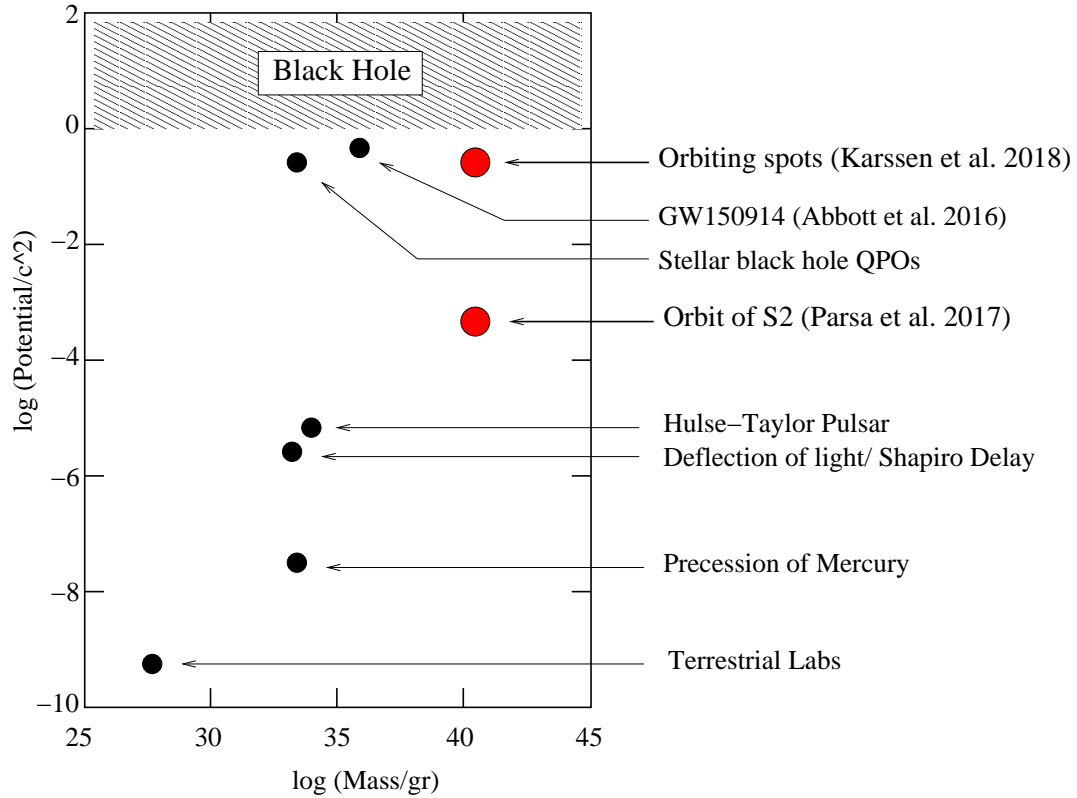 2
Black Hole
0
Orbiting spots (Karssen et al. 2018)
GW150914 (Abbott et al. 2016)
−2
Stellar black hole QPOs
Orbit of S2 (Parsa et al. 2017)
log (Potential/c^2)
−4
Hulse−Taylor Pulsar
Deflection of light/ Shapiro Delay
−6
Precession of Mercury
−8
Terrestrial Labs
−10
25 30 35 40 45
log (Mass/gr)